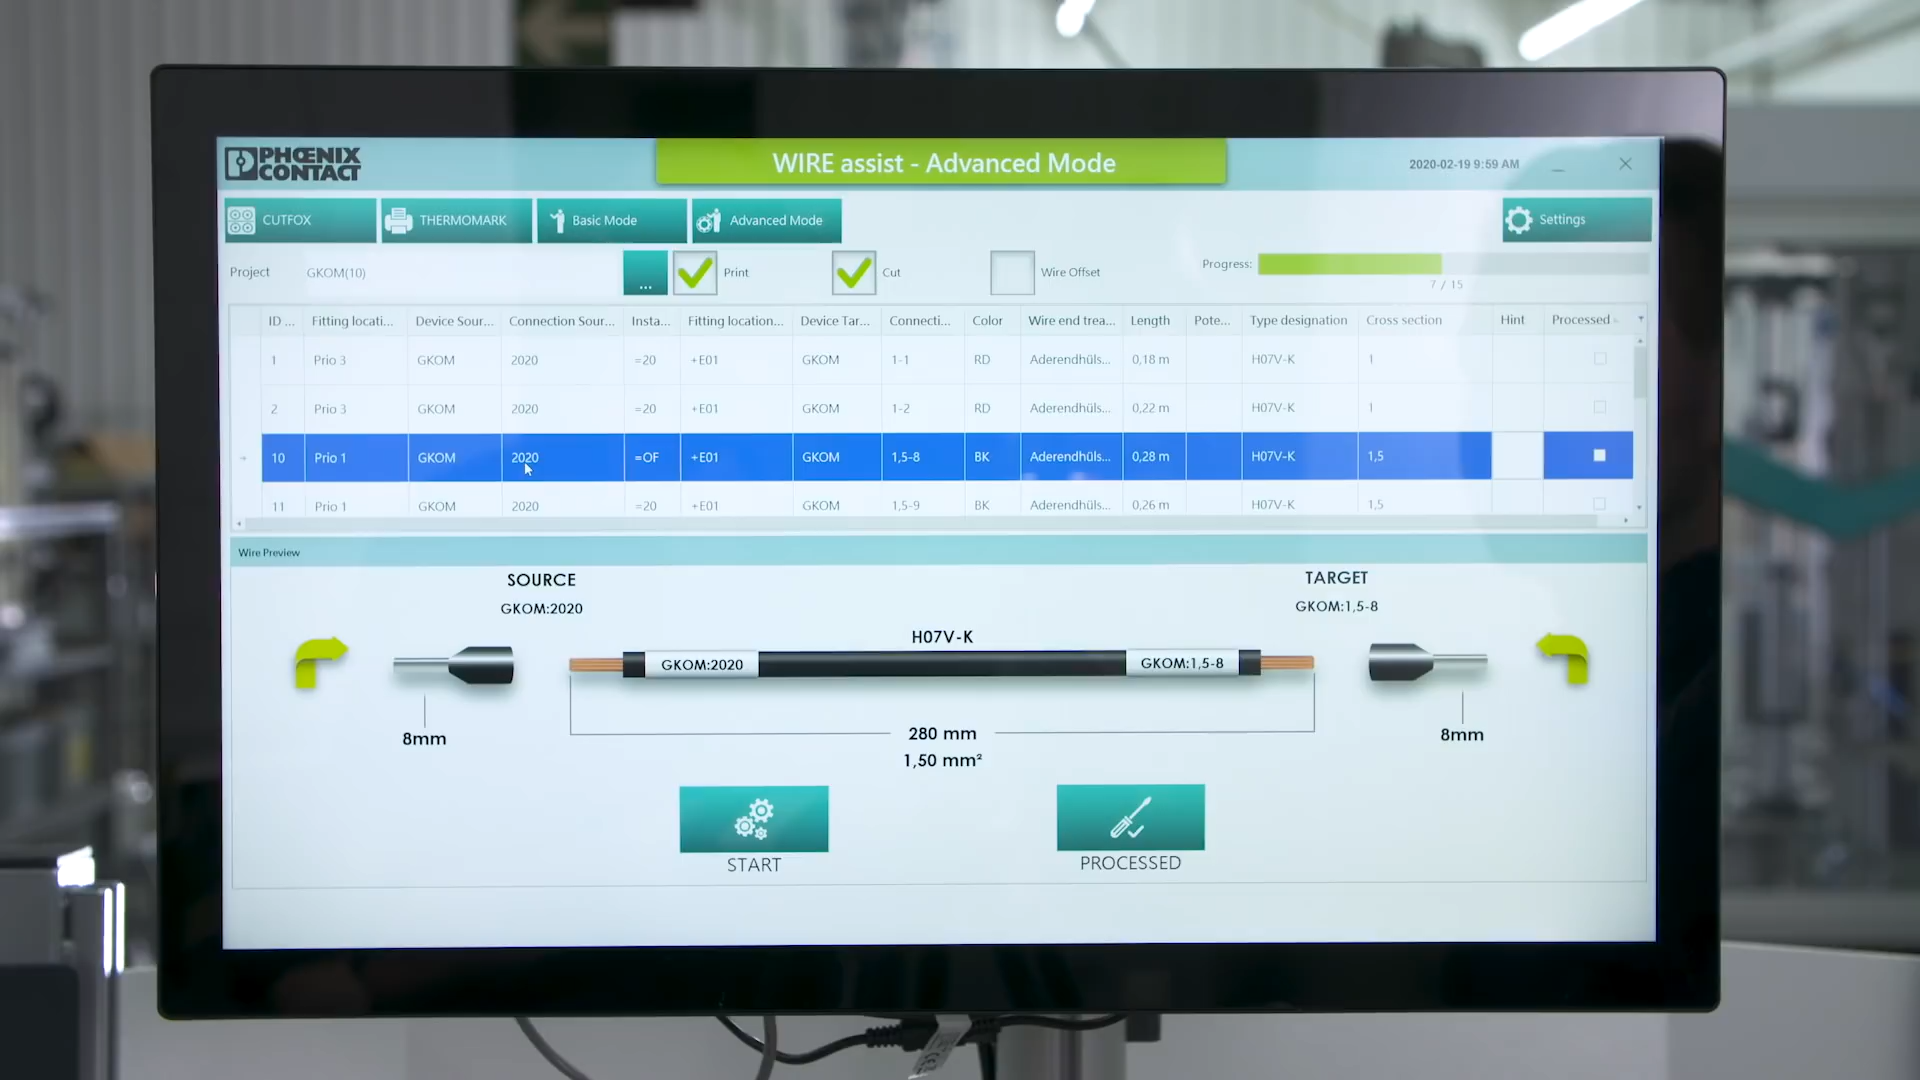 PHŒNIX CONTACT
WIRE assist - Advanced Mode
2020-02-19 9:59 AM
CUTFOX THERMOMARK Basic Mode Advanced Mode Settings
Project GKOM(10) ... Print Cut Wire Offset Progress:
7 / 15
ID ... Fitting locati... Device Sour... Connection Sour... Insta... Fitting location... Device Tar... Connecti... Color Wire end trea... Length Pote... Type designation Cross section Hint Processed
1 Prio 3 GKOM 2020 =20 +E01 GKOM 1-1 RD Aderendhüls... 0,18 m H07V-K 1
2 Prio 3 GKOM 2020 =20 +E01 GKOM 1-2 RD Aderendhüls... 0,22 m H07V-K 1
10 Prio 1 GKOM 2020 =OF +E01 GKOM 1,5-8 BK Aderendhüls... 0,28 m H07V-K 1,5
11 Prio 1 GKOM 2020 =20 +E01 GKOM 1,5-9 BK Aderendhüls... 0,26 m H07V-K 1,5
Wire Preview
SOURCE TARGET
GKOM:2020 GKOM:1,5-8
H07V-K
GKOM:2020 GKOM:1,5-8
8mm 280 mm 8mm
1,50 mm²
START PROCESSED